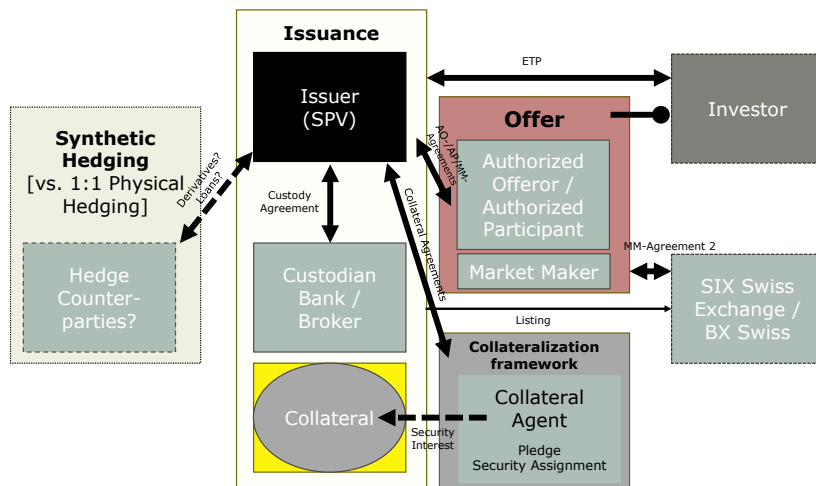 Issuance
ETP
Issuer
(SPV)
Investor
Offer
Synthetic
Hedging
[vs. 1:1 Physical
Hedging]
Derivatives?
Loans?
AO-/AP/MM-
Agreements
Authorized
Offeror /
Authorized
Participant
Custody
Agreement
Collateral Agreements
MM-Agreement 2
Market Maker
Hedge
Counter-
parties?
Custodian
Bank /
Broker
SIX Swiss
Exchange /
BX Swiss
Listing
Collateralization
framework
Collateral
Collateral
Agent
Security
Interest
Pledge
Security Assignment